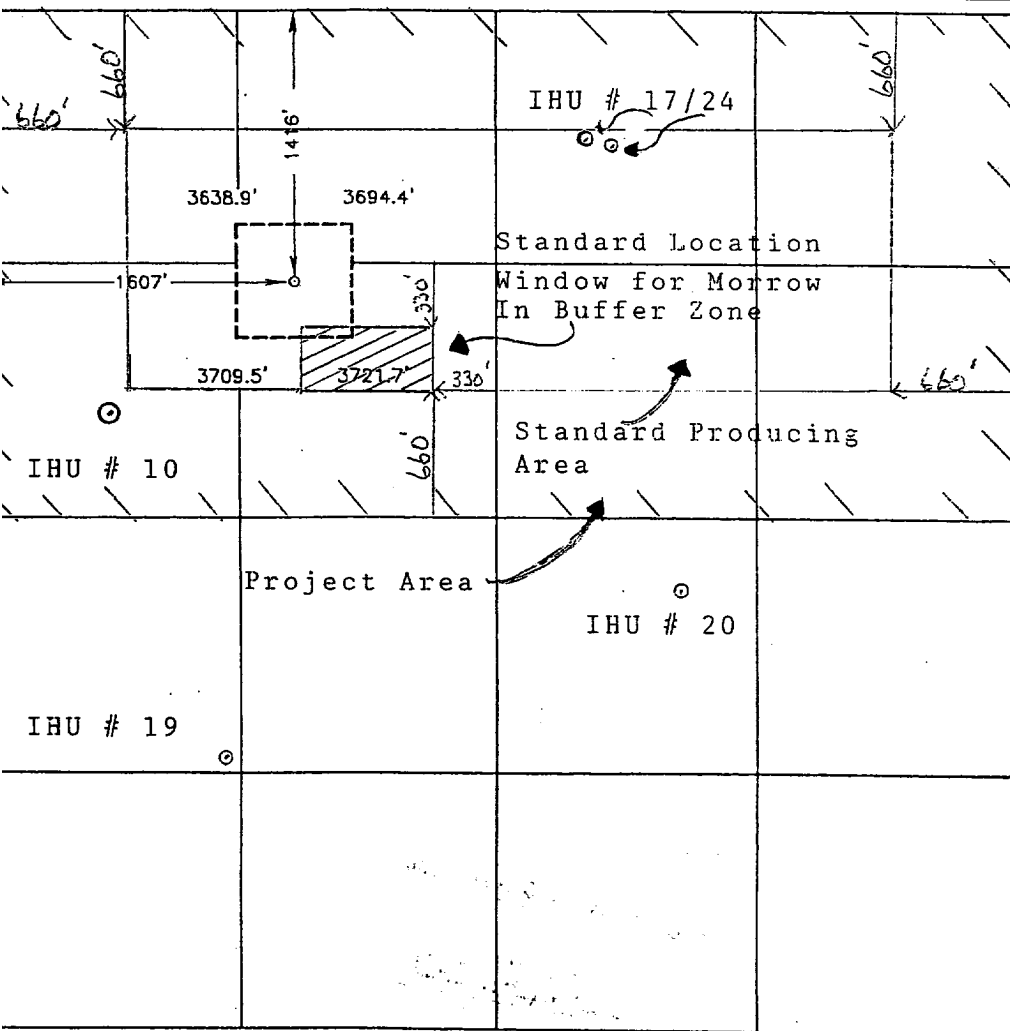 660'
660'
660'
1416'
IHU # 17/24
3638.9' 3694.4'
Standard Location
Window for Morrow
In Buffer Zone
1607'
330'
3709.5' 3721.7' 330'
660'
660'
Standard Producing
Area
IHU # 10
Project Area
IHU # 20
IHU # 19